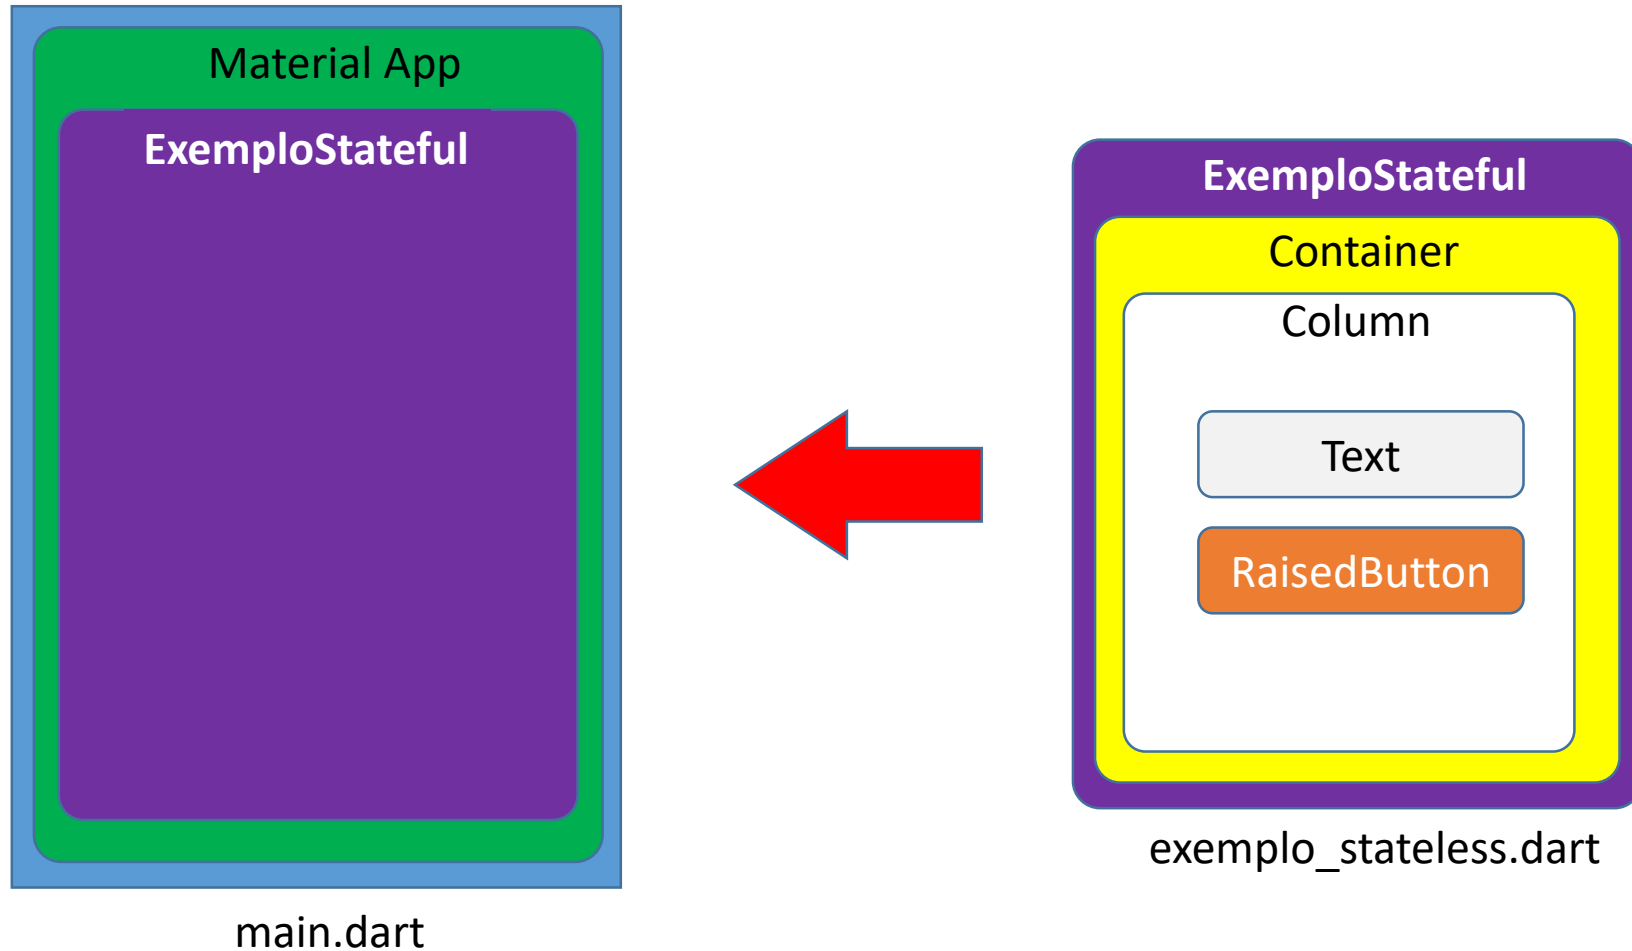 Material App
ExemploStateful
main.dart
ExemploStateful
Container
Column
Text
RaisedButton
exemplo_stateless.dart